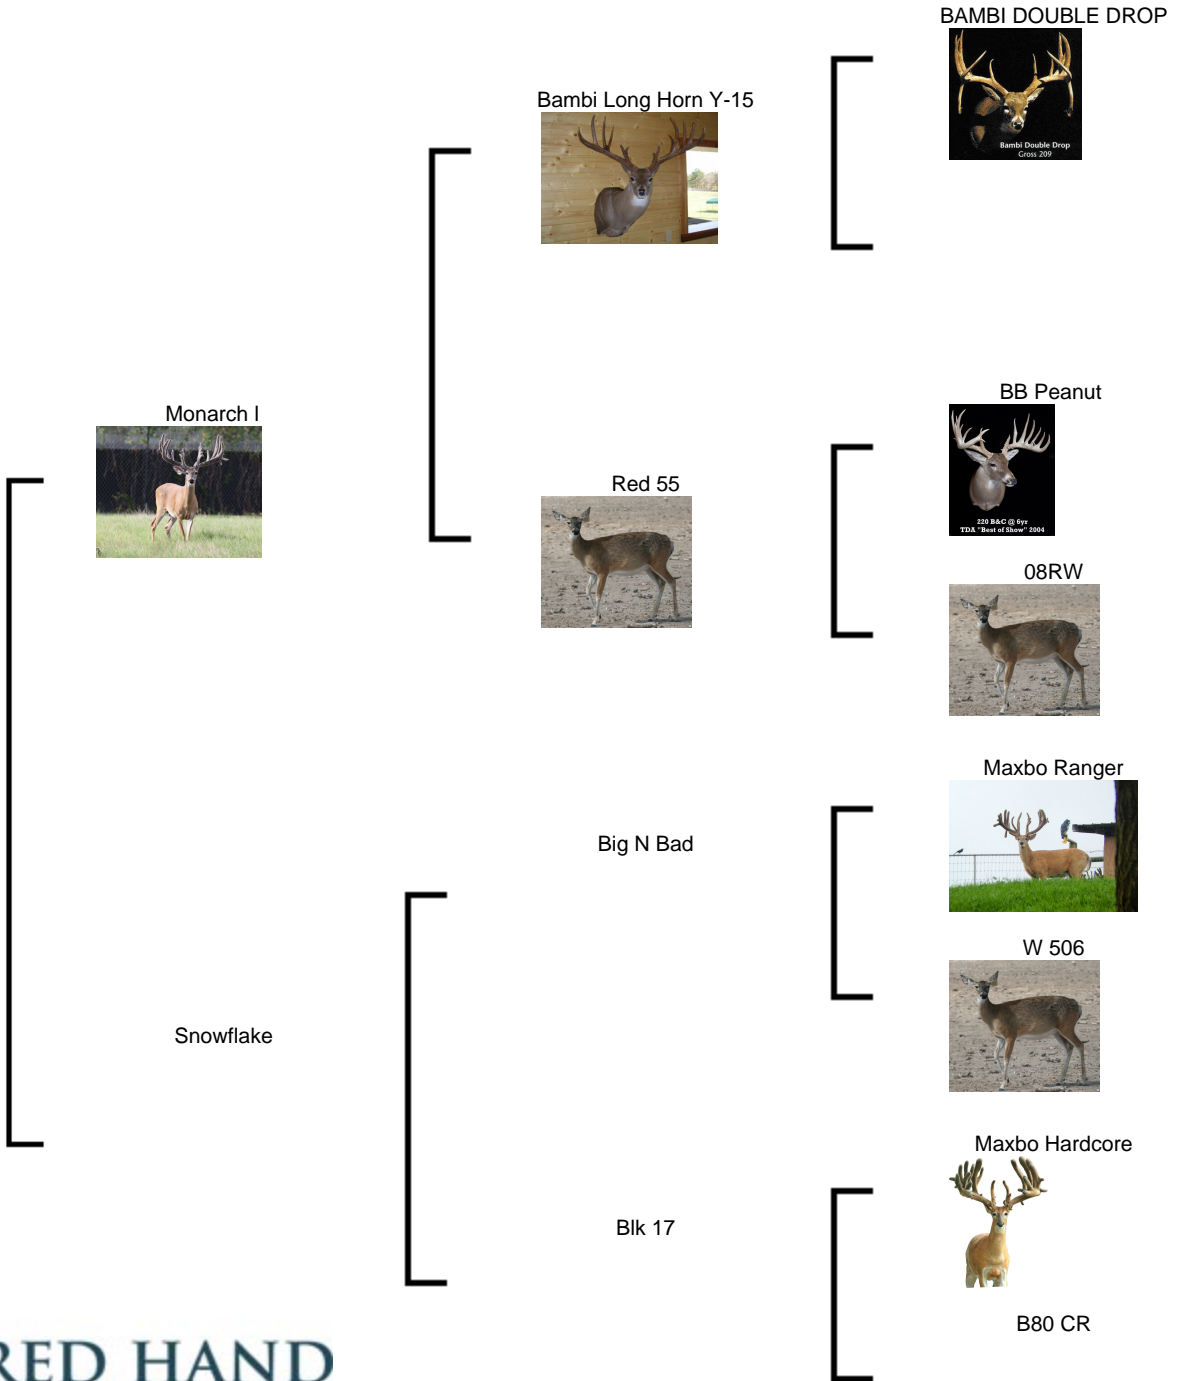 BAMBI DOUBLE DROP
Bambi Double Drop
Gross 209
Bambi Long Horn Y-15
BB Peanut
220 B&C @ 6yr
TDA "Best of Show" 2004
Monarch I
Red 55
08RW
Maxbo Ranger
Big N Bad
W 506
Snowflake
Maxbo Hardcore
Blk 17
B80 CR
RED HAND